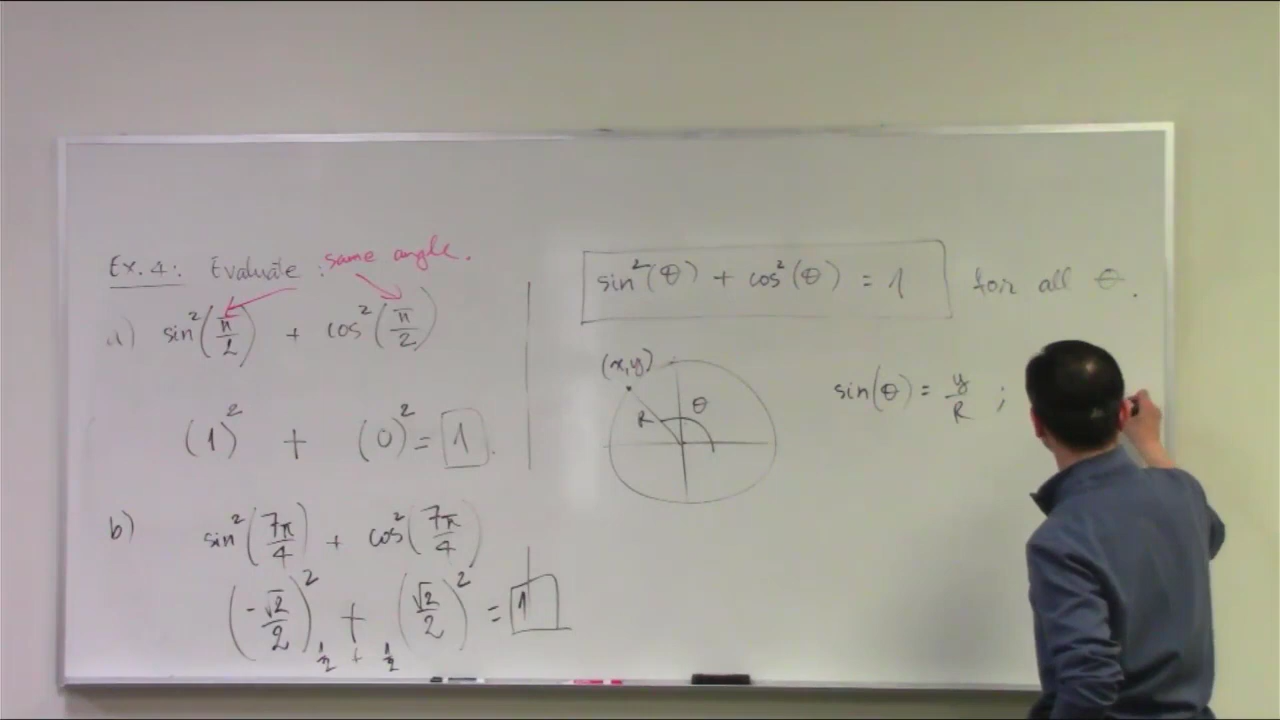 Ex. 4: Evaluate : same angle.
a) sin²(π/2) + cos²(π/2)
(1)² + (0)² = 1.
b) sin²(7π/4) + cos²(7π/4)
(-√2/2)² + (√2/2)² = 1
1/2 + 1/2
sin²(θ) + cos²(θ) = 1 for all θ.
(x,y)
R θ
sin(θ) = y/R ;